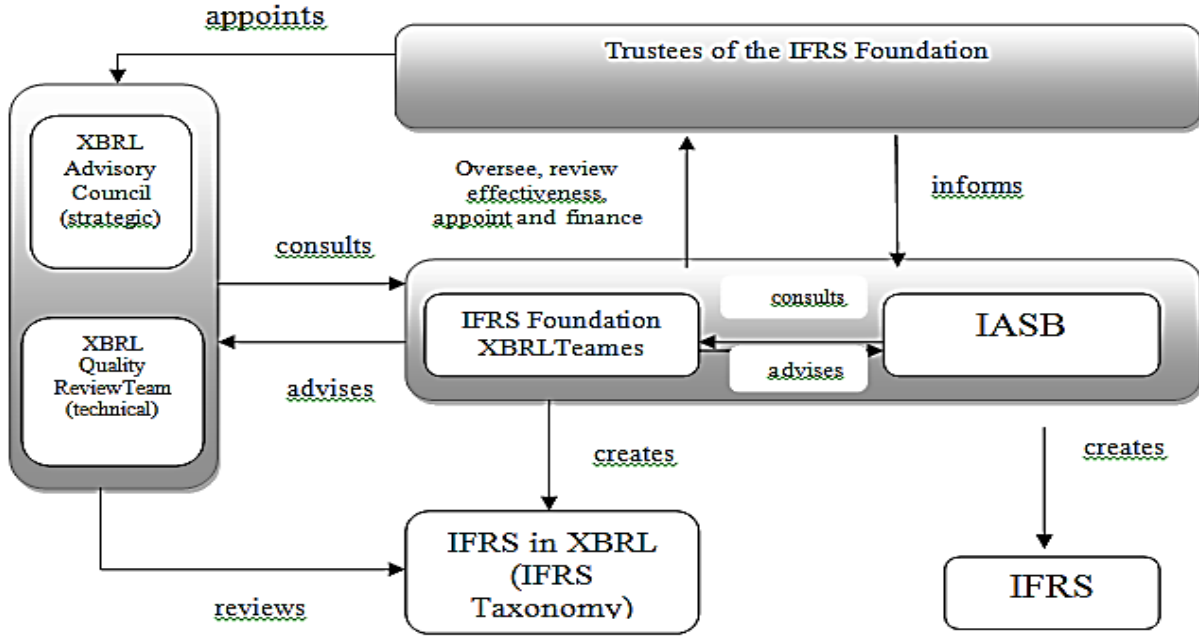 appoints
Trustees of the IFRS Foundation
XBRL
Advisory
Council
(strategic)
Oversee, review
effectiveness,
appoint and finance
informs
consults
consults
IFRS Foundation
XBRLTeames
IASB
advises
XBRL
Quality
ReviewTeam
(technical)
advises
creates
creates
IFRS in XBRL
(IFRS
Taxonomy)
IFRS
reviews